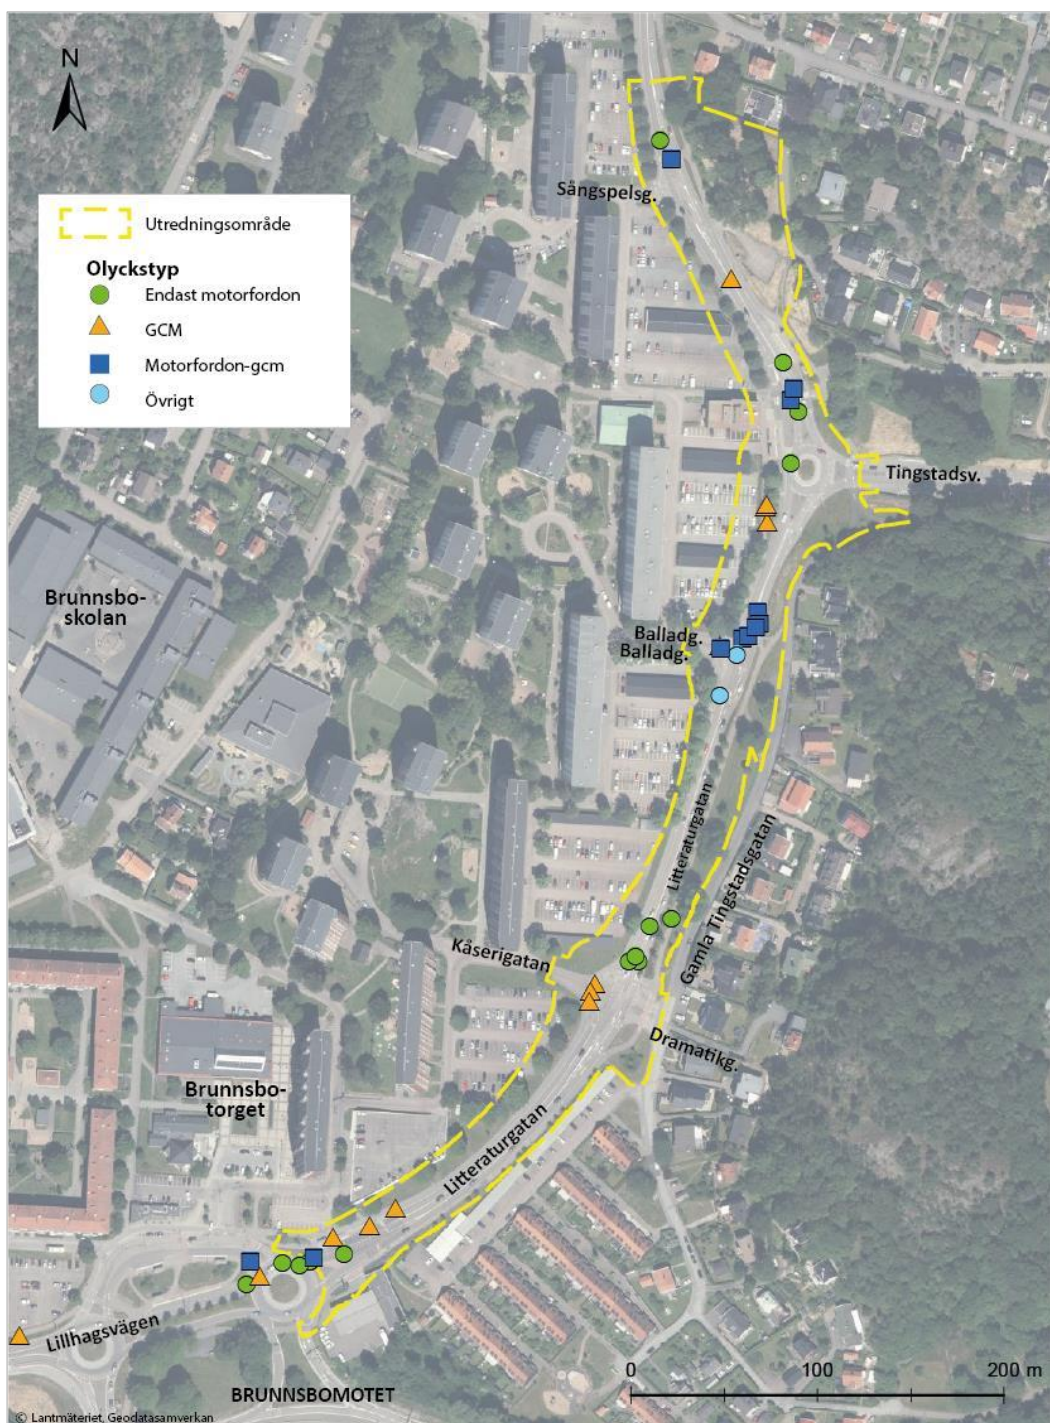 N
Sångspelsg.
Utredningsområde
Olyckstyp
Endast motorfordon
GCM
Motorfordon-gcm
Övrigt
Tingstadsv.
Brunnsbo-
skolan
Balladg.
Balladg.
Litteraturgatan
Gamla Tingstadsgatan
Kåserigatan
Dramatikg.
Brunnsbo-
torget
Litteraturgatan
Lillhagsvägen
0 100 200 m
BRUNNSBOMOTET
© Lantmäteriet, Geodatasamverkan